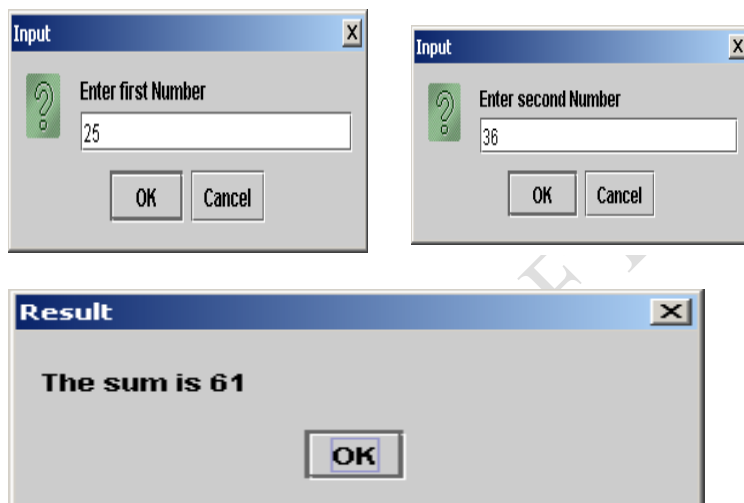 Input X
Enter first Number
25
OK Cancel
Input X
Enter second Number
36
OK Cancel
Result X
The sum is 61
OK